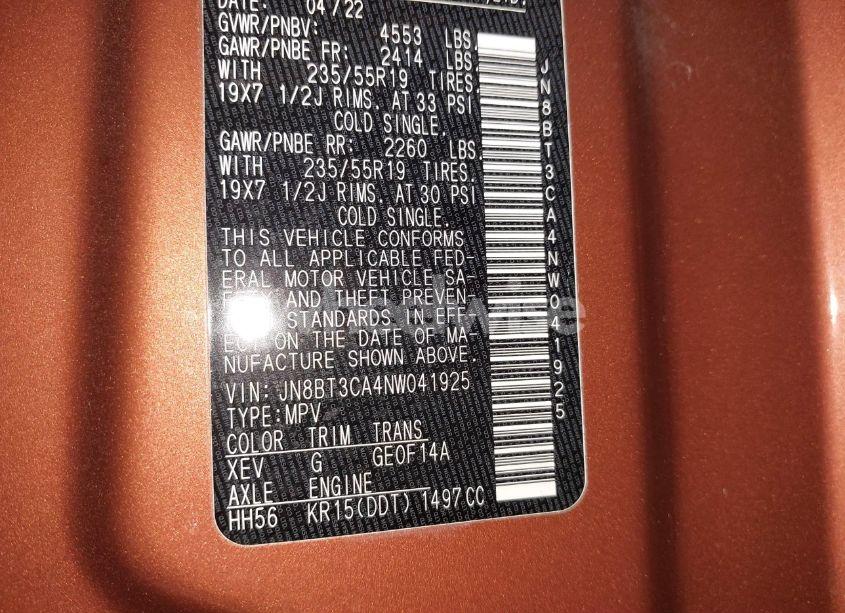 DATE: 04/22
GVWR/PNBV: 4553 LBS.
GAWR/PNBE FR: 2414 LBS.
WITH 235/55R19 TIRES.
19X7 1/2J RIMS. AT 33 PSI
COLD SINGLE.
GAWR/PNBE RR: 2260 LBS.
WITH 235/55R19 TIRES.
19X7 1/2J RIMS. AT 30 PSI
COLD SINGLE.
THIS VEHICLE CONFORMS
TO ALL APPLICABLE FED-
ERAL MOTOR VEHICLE SA-
AND THEFT PREVEN-
STANDARDS IN EFF-
ECT ON THE DATE OF MA-
NUFACTURE SHOWN ABOVE.
VIN: JN8BT3CA4NW041925
TYPE:MPV
COLOR TRIM TRANS
XEV G GE0F14A
AXLE ENGINE
HH56 KR15(DDT) 1497CC
JN8BT3CA4NW041925